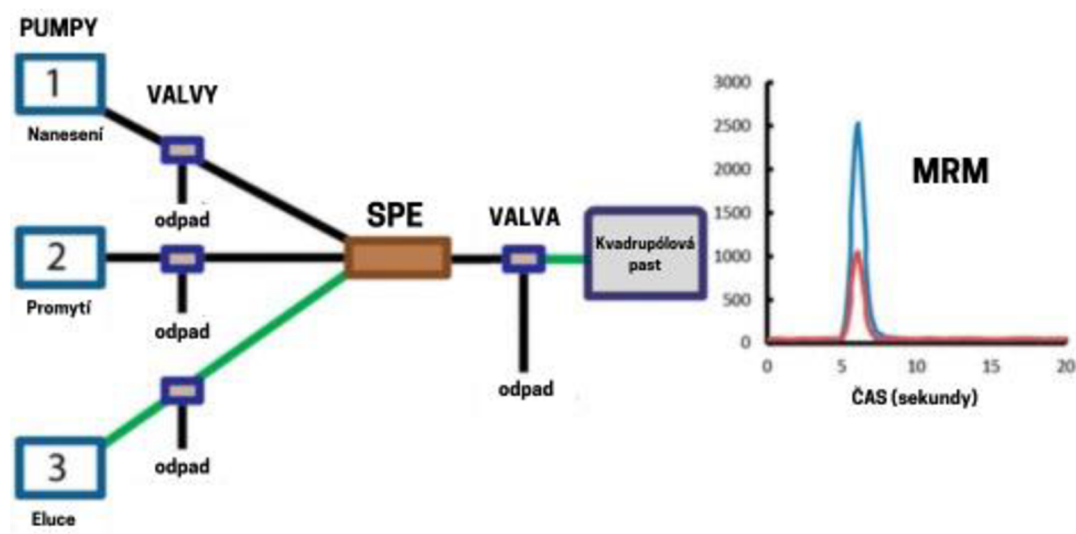 PUMPY
1
Nanesení
VALVY
odpad
2
Promytí
odpad
3
Eluce
odpad
SPE
VALVA
odpad
Kvadrupólová
past
MRM
3000
2500
2000
1500
1000
500
0
0 5 10 15 20
ČAS (sekundy)